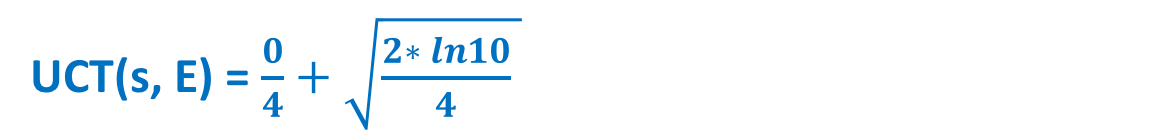 UCT(s, E) = 0/4 + √(2* ln10/4)